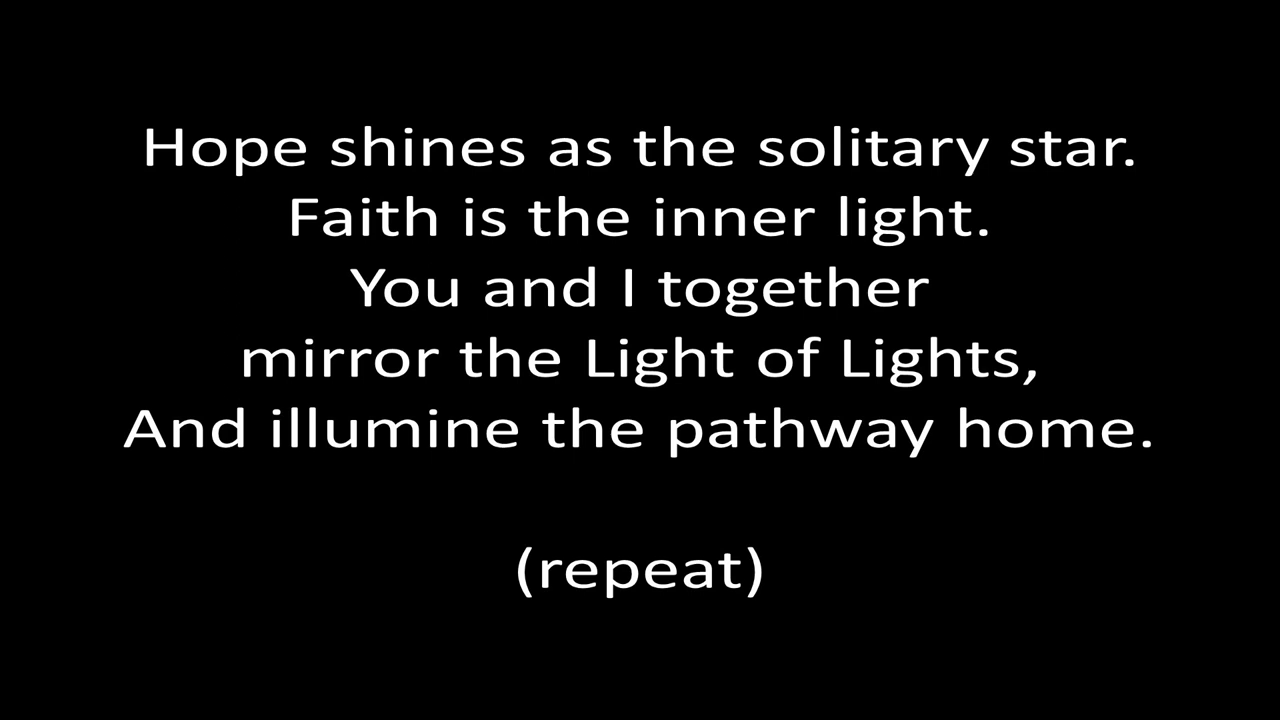 Hope shines as the solitary star.
Faith is the inner light.
You and I together
mirror the Light of Lights,
And illumine the pathway home.
(repeat)